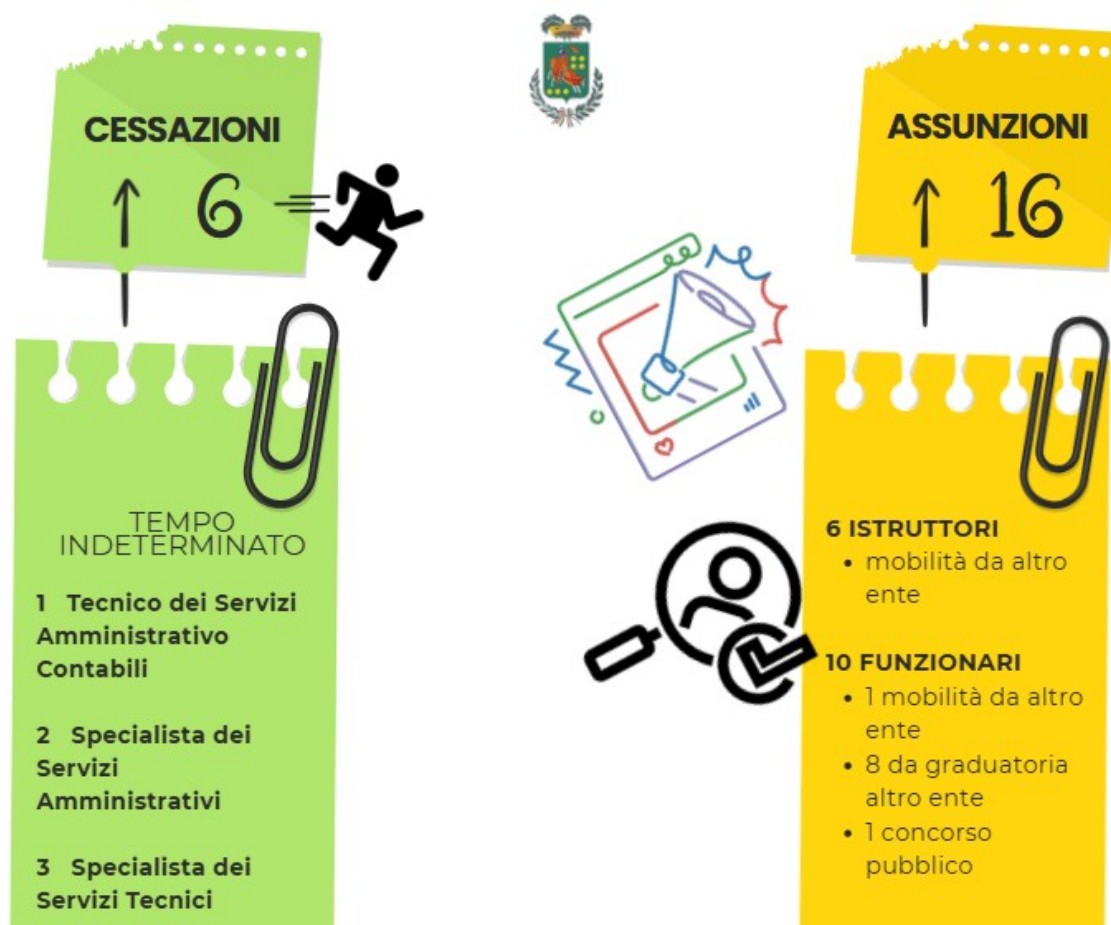 CESSAZIONI
6
TEMPO
INDETERMINATO
1 Tecnico dei Servizi
Amministrativo
Contabili
2 Specialista dei
Servizi
Amministrativi
3 Specialista dei
Servizi Tecnici
ASSUNZIONI
16
6 ISTRUTTORI
• mobilità da altro
ente
10 FUNZIONARI
• 1 mobilità da altro
ente
• 8 da graduatoria
altro ente
• 1 concorso
pubblico